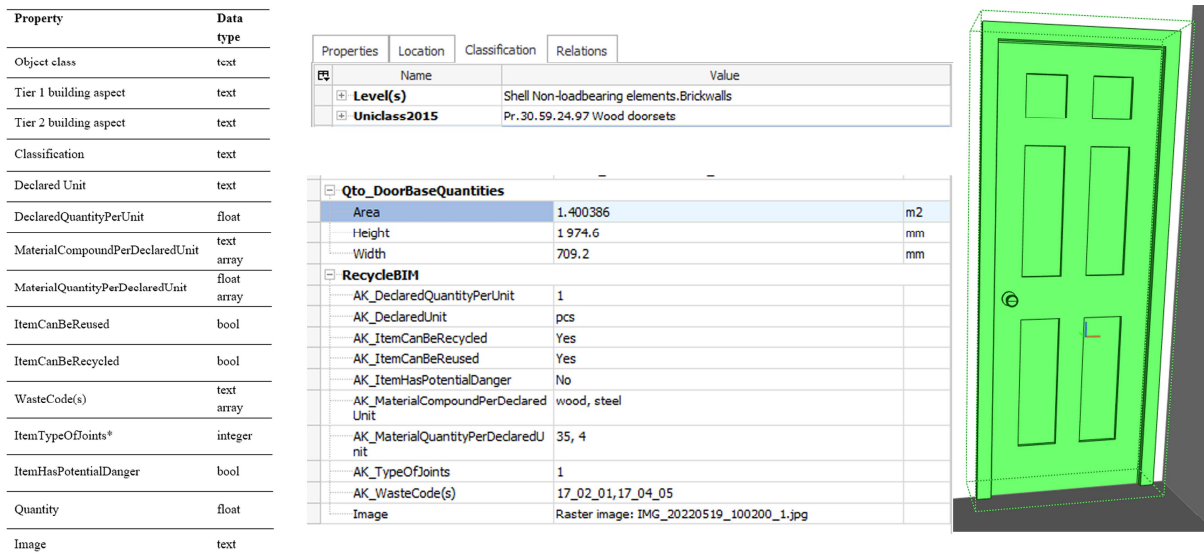 Property Data
type
Object class text
Tier 1 building aspect text
Tier 2 building aspect text
Classification text
Declared Unit text
DeclaredQuantityPerUnit float
MaterialCompoundPerDeclaredUnit text
array
MaterialQuantityPerDeclaredUnit float
array
ItemCanBeReused bool
ItemCanBeRecycled bool
WasteCode(s) text
array
ItemTypeOfJoints* integer
ItemHasPotentialDanger bool
Quantity float
Image text
Properties Location Classification Relations
Name Value
Level(s) Shell Non-loadbearing elements.Brickwalls
Uniclass2015 Pr.30.59.24.97 Wood doorsets
Qto_DoorBaseQuantities
Area 1.400386 m2
Height 1 974.6 mm
Width 709.2 mm
RecycleBIM
AK_DeclaredQuantityPerUnit 1
AK_DeclaredUnit pcs
AK_ItemCanBeRecycled Yes
AK_ItemCanBeReused Yes
AK_ItemHasPotentialDanger No
AK_MaterialCompoundPerDeclared wood, steel
Unit
AK_MaterialQuantityPerDeclaredU 35, 4
nit
AK_TypeOfJoints 1
AK_WasteCode(s) 17_02_01,17_04_05
Image Raster image: IMG_20220519_100200_1.jpg